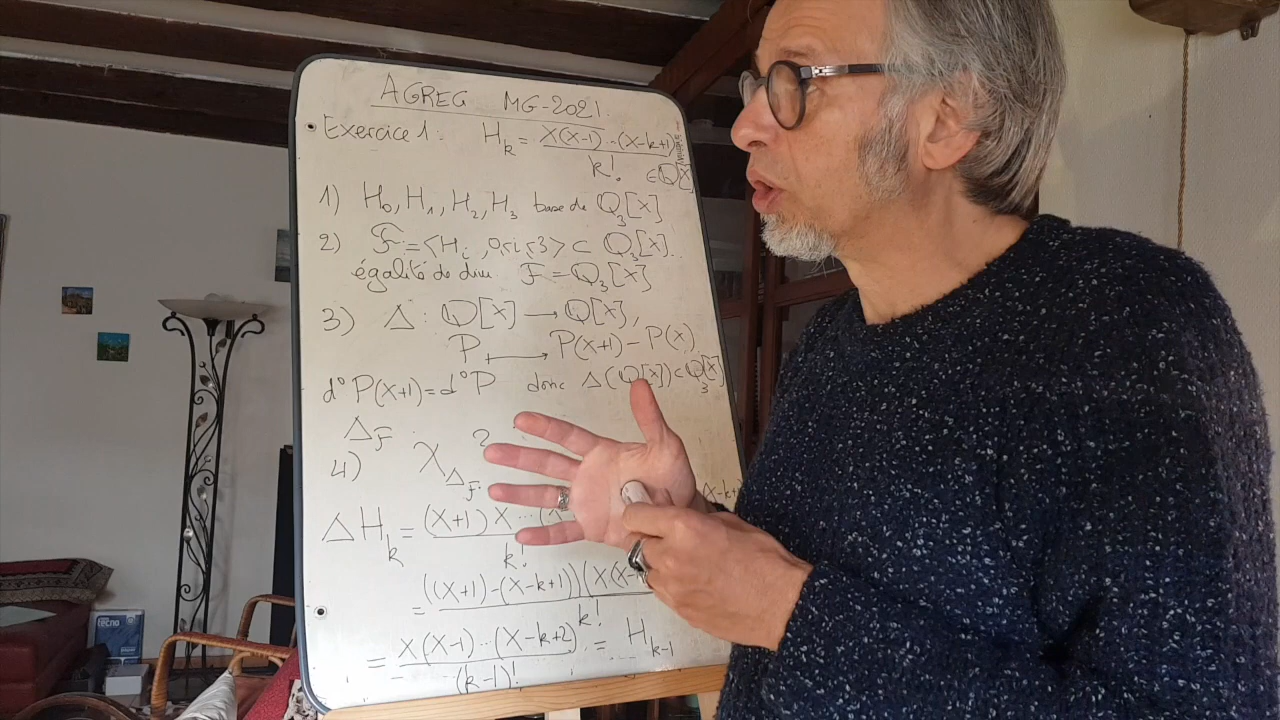 AGREG MG-2021.
Exercice 1: H_k = X(X-1)...(X-k+1) / k! ∈ Q[X]
1) H_0, H_1, H_2, H_3 base de Q_3[X]
2) F := <H_i, 0≤i≤3> ⊂ Q_3[X].
égalité de dim F = Q_3[X]
3) Δ : Q[X] → Q[X],
P ↦ P(X+1) - P(X)
d°P(X+1) = d°P donc Δ(Q[X]) ⊂ Q_3[X]
Δ_F
4) χ_Δ_F ?
ΔH_k = (X+1)X... / k!
= ((X+1)-(X-k+1))(X(X- / k!
= X(X-1)...(X-k+2) / (k-1)! = H_{k-1}
tecno